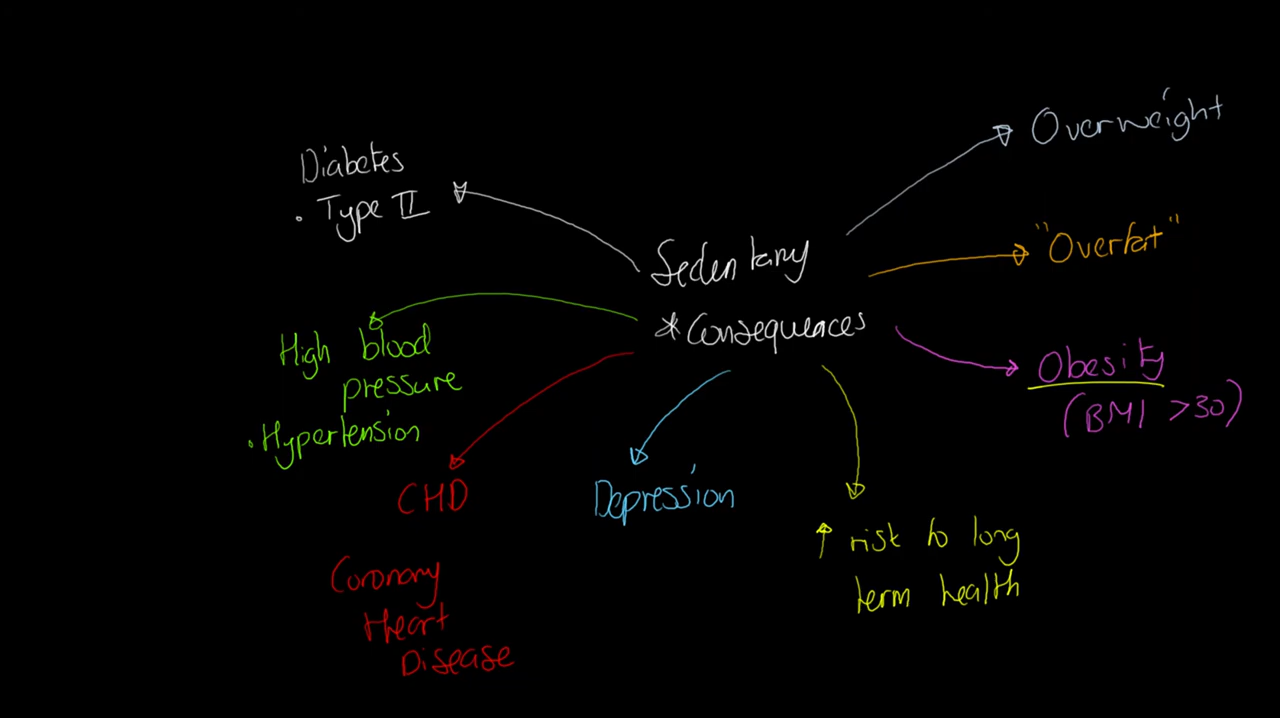 Sedentary
*Consequences
Overweight
"Overfat"
Obesity
(BMI >30)
↑ risk to long
term health
Depression
CHD
Coronary
Heart
Disease
High blood
pressure
• Hypertension
Diabetes
• Type II